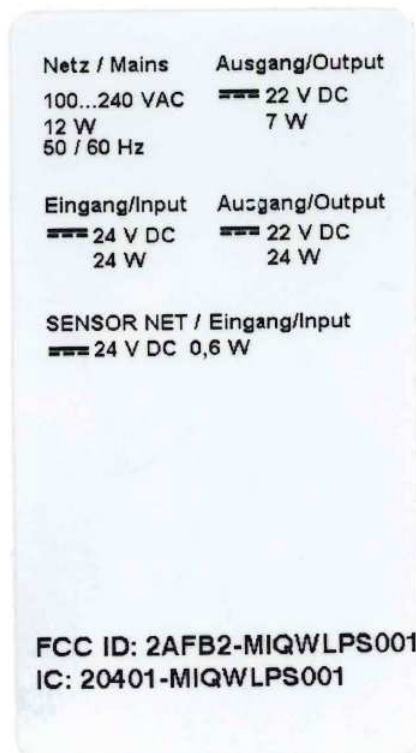 Netz / Mains
100...240 VAC
12 W
50 / 60 Hz
Ausgang/Output
22 V DC
7 W
Eingang/Input
24 V DC
24 W
Ausgang/Output
22 V DC
24 W
SENSOR NET / Eingang/Input
24 V DC 0,6 W
FCC ID: 2AFB2-MIQWLPS001
IC: 20401-MIQWLPS001